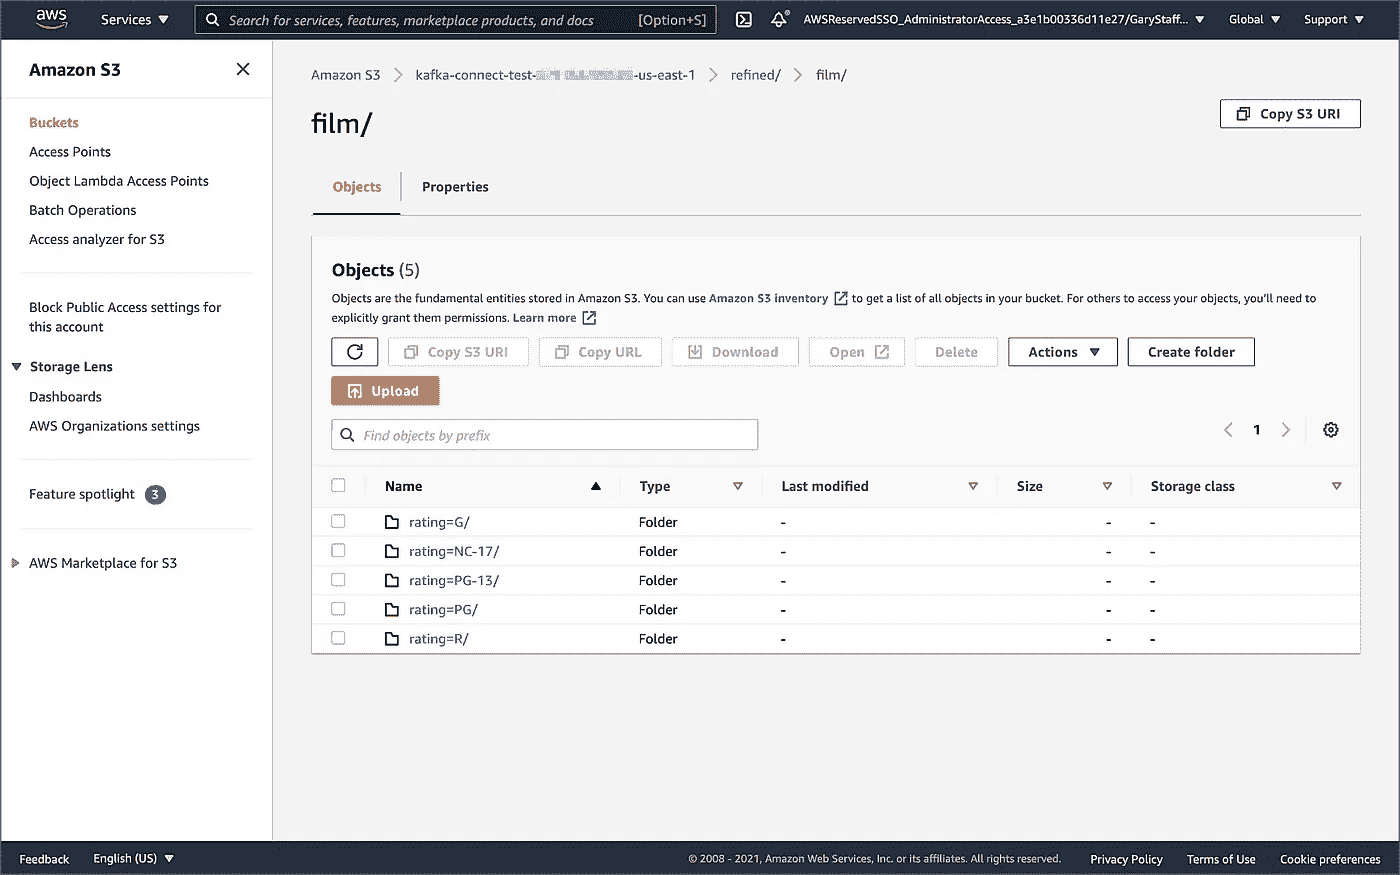 aws
Services
Search for services, features, marketplace products, and docs [Option+S]
AWSReservedSSO_AdministratorAccess_a3e1b00336d11e27/GaryStaff...
Global
Support
Amazon S3
Buckets
Access Points
Object Lambda Access Points
Batch Operations
Access analyzer for S3
Block Public Access settings for
this account
Storage Lens
Dashboards
AWS Organizations settings
Feature spotlight 3
AWS Marketplace for S3
Amazon S3 kafka-connect-test- -us-east-1 refined/ film/
film/
Copy S3 URI
Objects Properties
Objects (5)
Objects are the fundamental entities stored in Amazon S3. You can use Amazon S3 inventory to get a list of all objects in your bucket. For others to access your objects, you'll need to
explicitly grant them permissions. Learn more
Copy S3 URI Copy URL Download Open Delete Actions Create folder
Upload
Find objects by prefix
1
Name Type Last modified Size Storage class
rating=G/ Folder - - -
rating=NC-17/ Folder - - -
rating=PG-13/ Folder - - -
rating=PG/ Folder - - -
rating=R/ Folder - - -
Feedback English (US) © 2008 - 2021, Amazon Web Services, Inc. or its affiliates. All rights reserved. Privacy Policy Terms of Use Cookie preferences